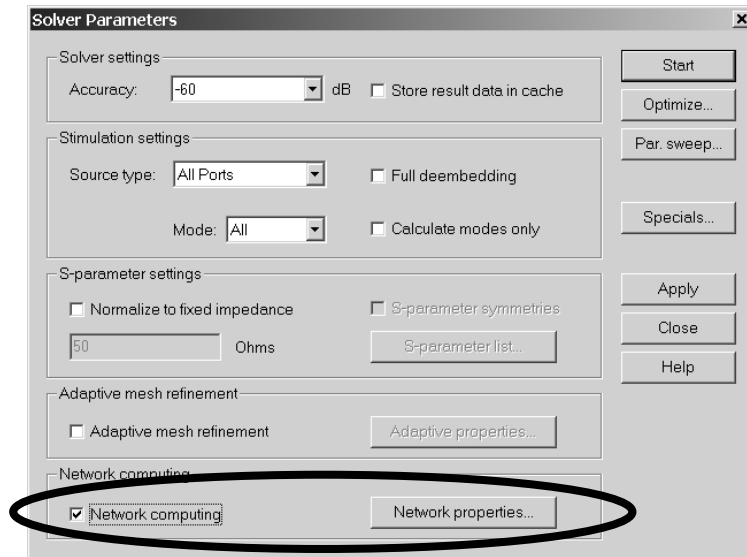 Solver Parameters
Solver settings
Accuracy: -60 dB Store result data in cache
Stimulation settings
Source type: All Ports Full deembedding
Mode: All Calculate modes only
S-parameter settings
Normalize to fixed impedance S-parameter symmetries
50 Ohms S-parameter list...
Adaptive mesh refinement
Adaptive mesh refinement Adaptive properties...
Network computing
Network computing Network properties...
Start
Optimize...
Par. sweep...
Specials...
Apply
Close
Help